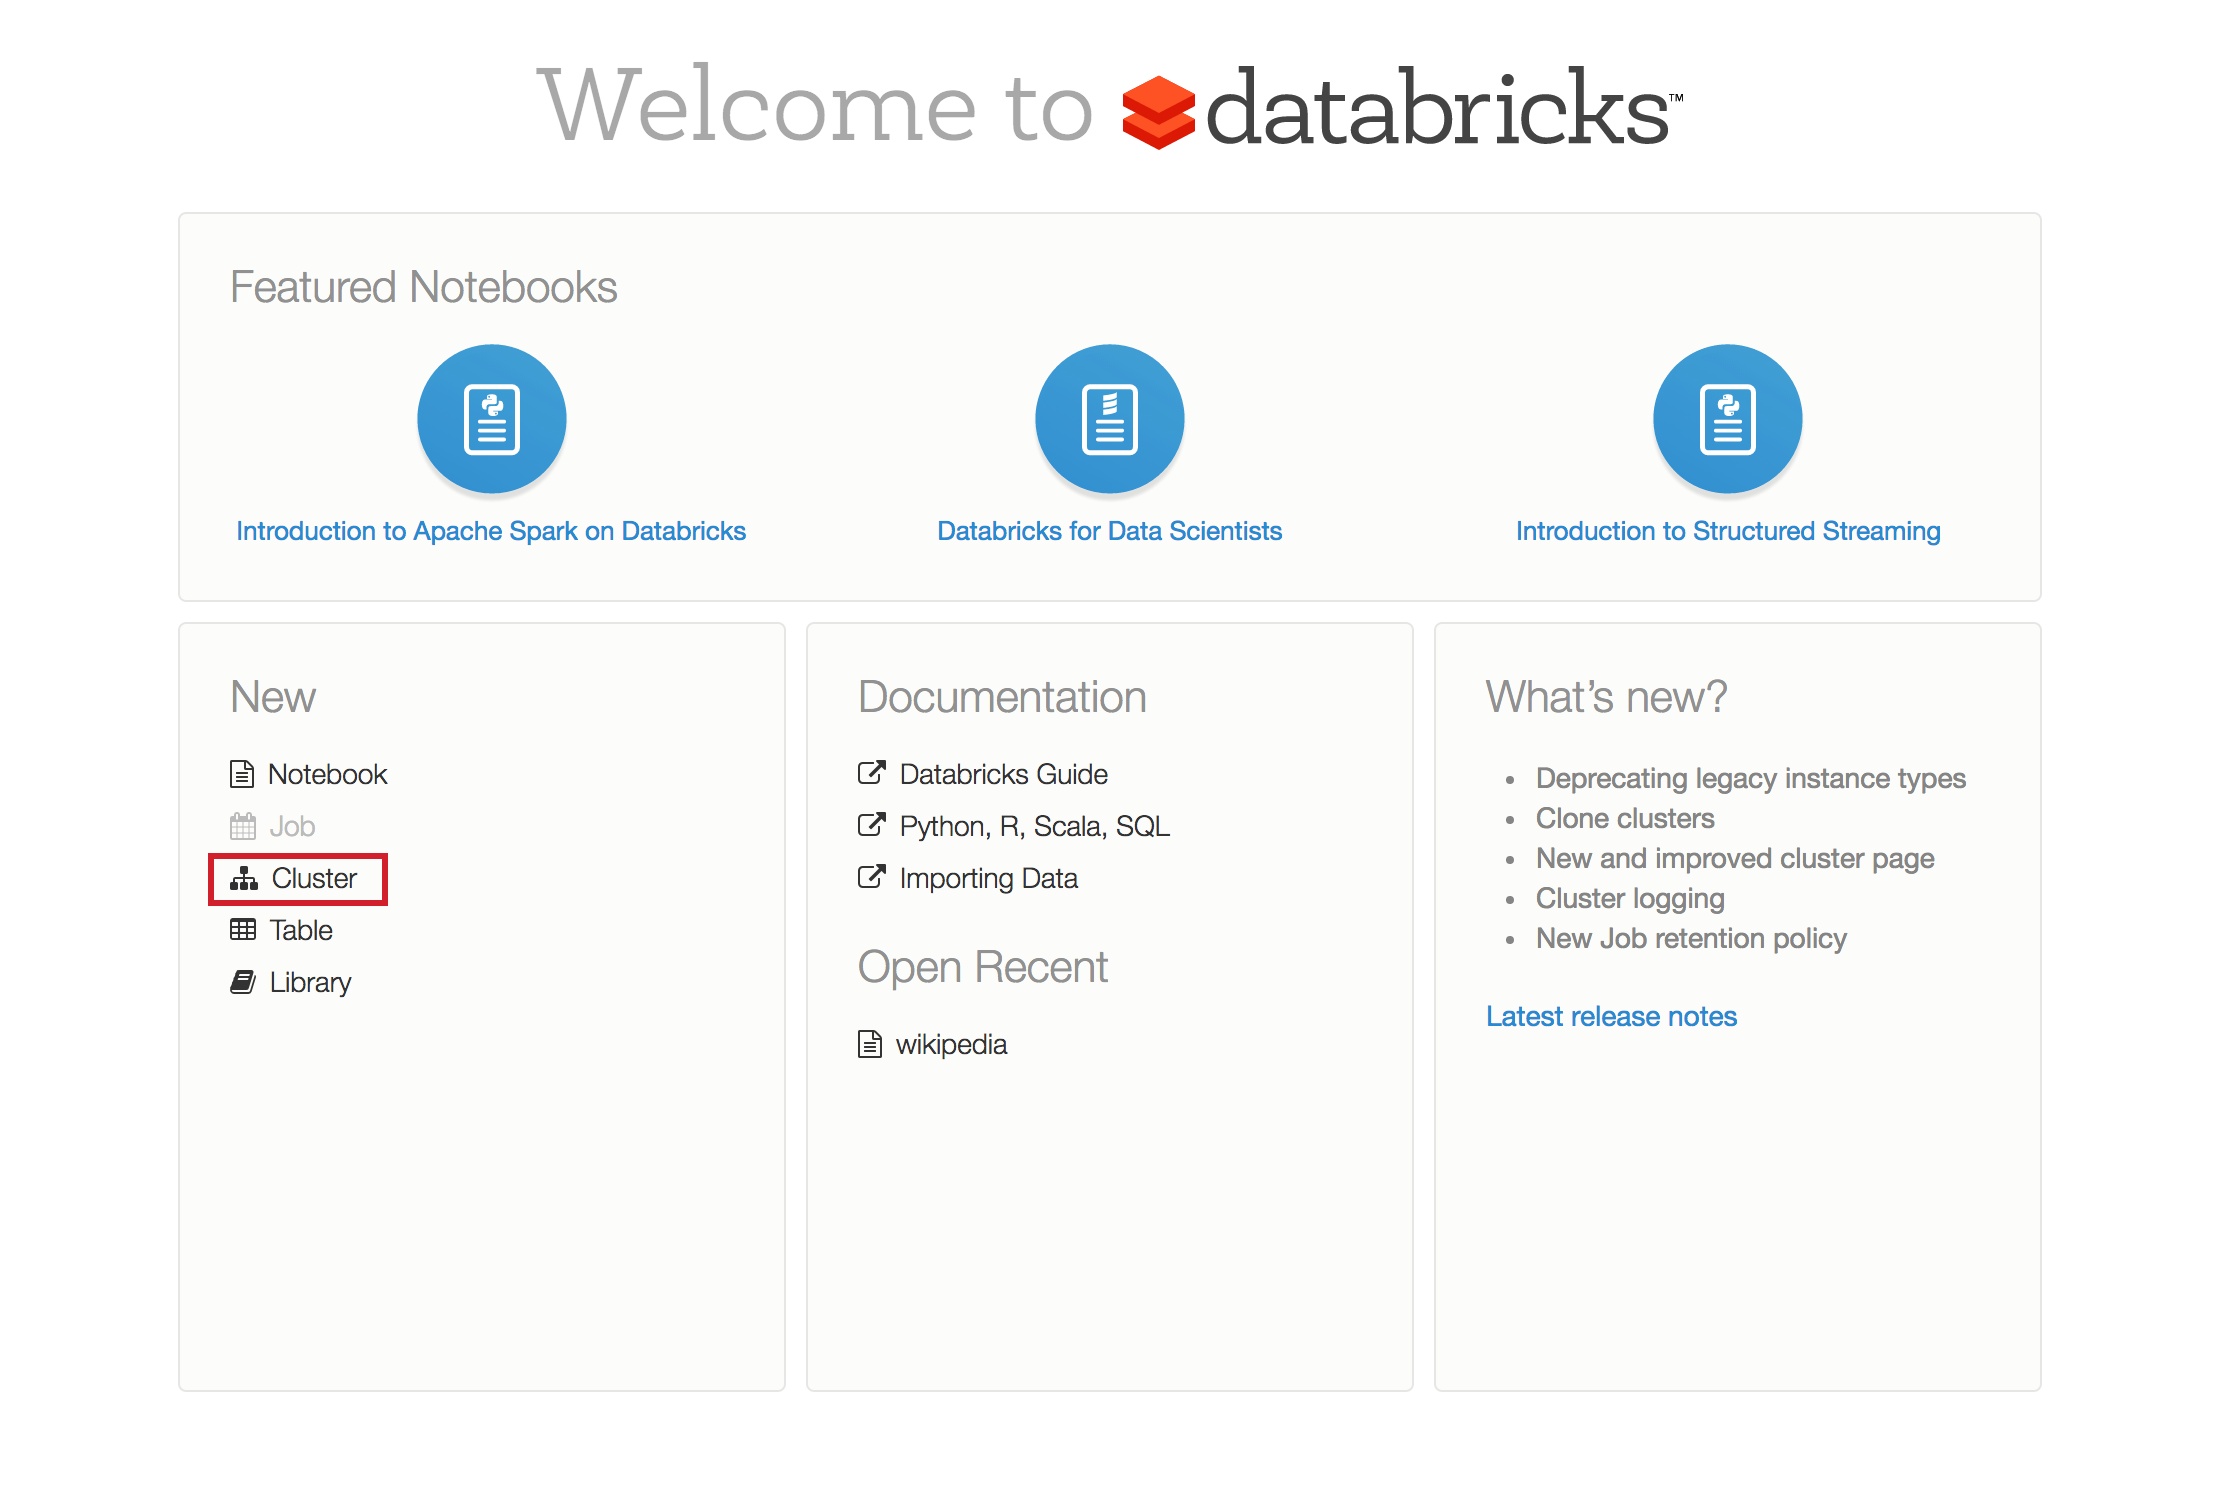 Welcome to databricks™
Featured Notebooks
Introduction to Apache Spark on Databricks
Databricks for Data Scientists
Introduction to Structured Streaming
New
Notebook
Job
Cluster
Table
Library
Documentation
Databricks Guide
Python, R, Scala, SQL
Importing Data
Open Recent
wikipedia
What's new?
• Deprecating legacy instance types
• Clone clusters
• New and improved cluster page
• Cluster logging
• New Job retention policy
Latest release notes